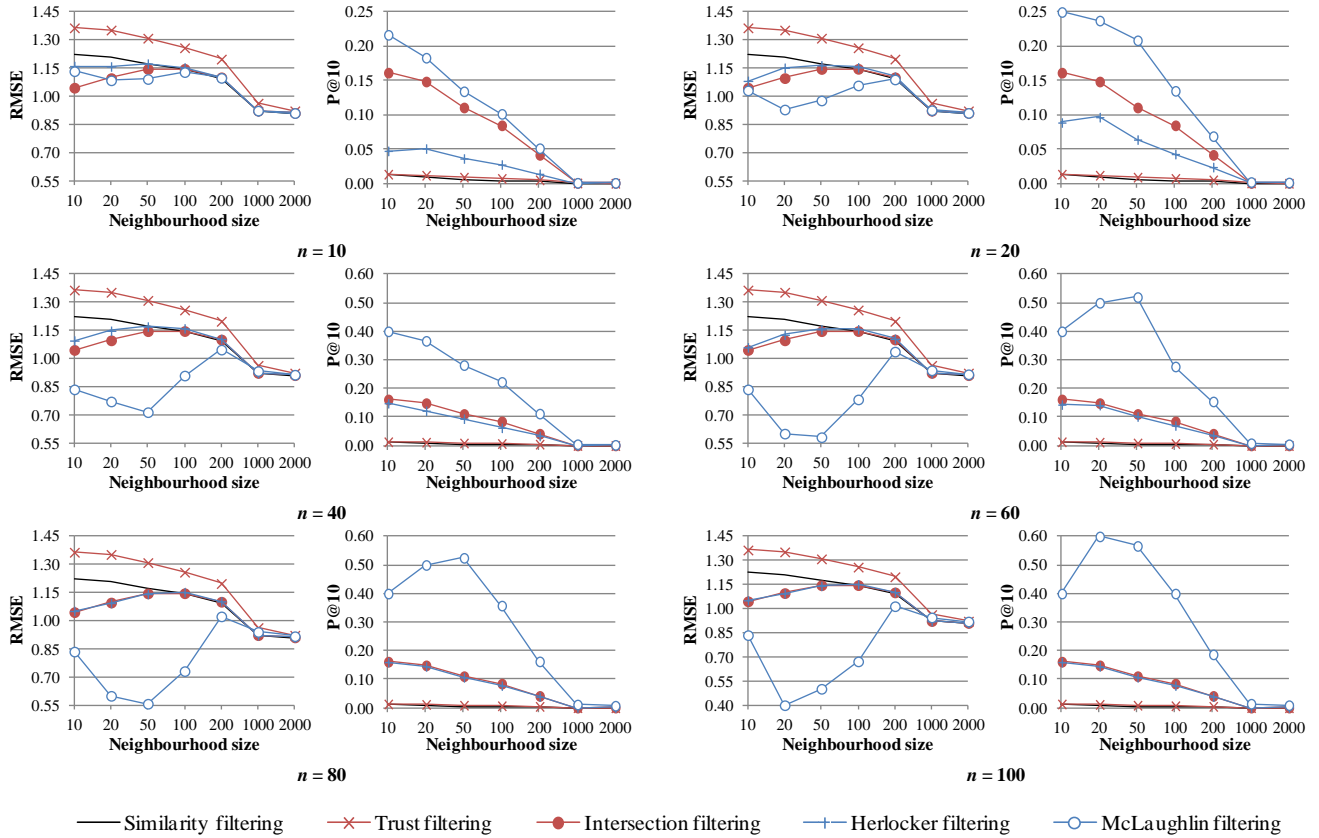 RMSE
1.45
1.30
1.15
1.00
0.85
0.70
0.55
10 20 50 100 200 1000 2000
Neighbourhood size
P@10
0.25
0.20
0.15
0.10
0.05
0.00
10 20 50 100 200 1000 2000
Neighbourhood size
n = 10
RMSE
1.45
1.30
1.15
1.00
0.85
0.70
0.55
10 20 50 100 200 1000 2000
Neighbourhood size
P@10
0.25
0.20
0.15
0.10
0.05
0.00
10 20 50 100 200 1000 2000
Neighbourhood size
n = 20
RMSE
1.45
1.30
1.15
1.00
0.85
0.70
0.55
10 20 50 100 200 1000 2000
Neighbourhood size
P@10
0.60
0.50
0.40
0.30
0.20
0.10
0.00
10 20 50 100 200 1000 2000
Neighbourhood size
n = 40
RMSE
1.45
1.30
1.15
1.00
0.85
0.70
0.55
10 20 50 100 200 1000 2000
Neighbourhood size
P@10
0.60
0.50
0.40
0.30
0.20
0.10
0.00
10 20 50 100 200 1000 2000
Neighbourhood size
n = 60
RMSE
1.45
1.30
1.15
1.00
0.85
0.70
0.55
10 20 50 100 200 1000 2000
Neighbourhood size
P@10
0.60
0.50
0.40
0.30
0.20
0.10
0.00
10 20 50 100 200 1000 2000
Neighbourhood size
n = 80
RMSE
1.45
1.30
1.15
1.00
0.85
0.70
0.55
0.40
10 20 50 100 200 1000 2000
Neighbourhood size
P@10
0.60
0.50
0.40
0.30
0.20
0.10
0.00
10 20 50 100 200 1000 2000
Neighbourhood size
n = 100
Similarity filtering Trust filtering Intersection filtering Herlocker filtering McLaughlin filtering